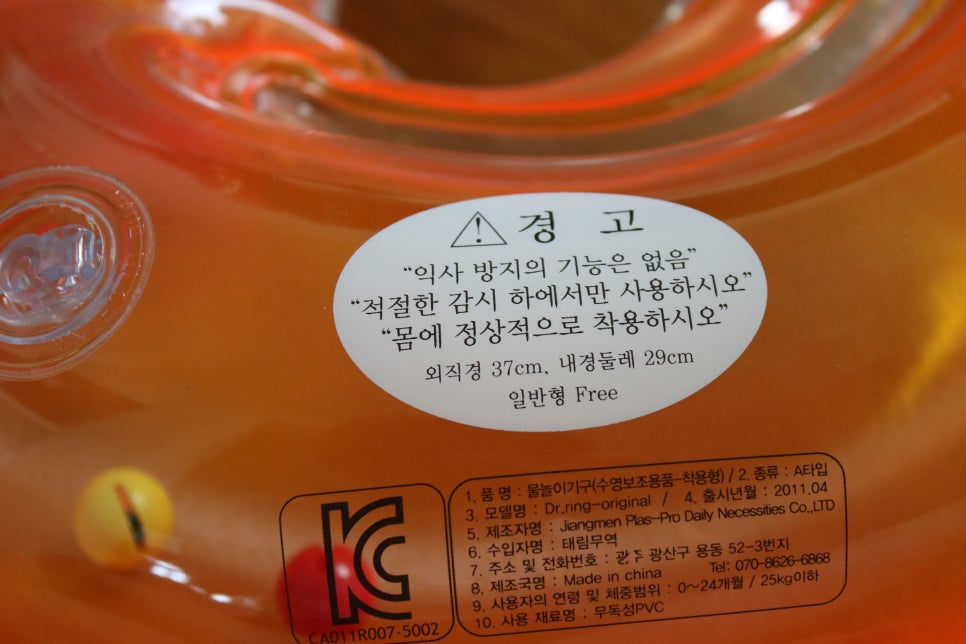 ⚠ 경 고
“익사 방지의 기능은 없음”
“적절한 감시 하에서만 사용하시오”
“몸에 정상적으로 착용하시오”
외직경 37cm, 내경둘레 29cm
일반형 Free
1. 품 명 : 물놀이기구(수영보조용품-착용형) / 2. 종류 : A타입
3. 모델명 : Dr.ring-original / 4. 출시년월 : 2011.04
5. 제조자명 : Jiangmen Plas-Pro Daily Necessities Co.,LTD
6. 수입자명 : 태림무역
7. 주소 및 전화번호 : 광주 광산구 용동 52-3번지
Tel: 070-8626-6868
8. 제조국명 : Made in china
9. 사용자의 연령 및 체중범위 : 0~24개월 / 25kg이하
10. 사용 재료명 : 무독성PVC
KC
CA011R007-5002